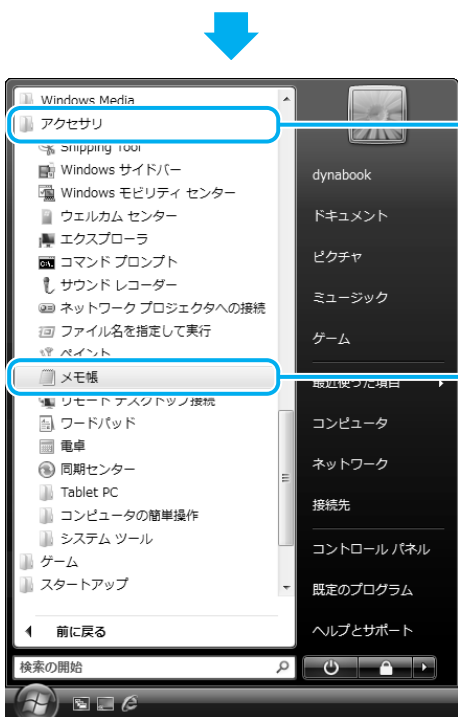 Windows Media
アクセサリ
Snipping Tool
Windows サイドバー
Windows モビリティ センター
ウェルカム センター
エクスプローラ
コマンド プロンプト
サウンド レコーダー
ネットワーク プロジェクタへの接続
ファイル名を指定して実行
ペイント
メモ帳
リモート デスクトップ接続
ワードパッド
電卓
同期センター
Tablet PC
コンピュータの簡単操作
システム ツール
ゲーム
スタートアップ
前に戻る
検索の開始
dynabook
ドキュメント
ピクチャ
ミュージック
ゲーム
最近使った項目
コンピュータ
ネットワーク
接続先
コントロール パネル
既定のプログラム
ヘルプとサポート